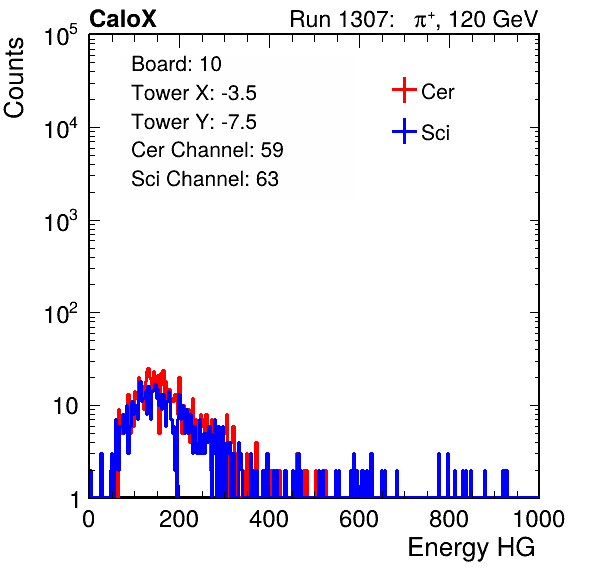 CaloX Run 1307: π⁺, 120 GeV
Counts
10⁵
10⁴
10³
10²
10
1
Board: 10
Tower X: -3.5
Tower Y: -7.5
Cer Channel: 59
Sci Channel: 63
Cer
Sci
0 200 400 600 800 1000
Energy HG